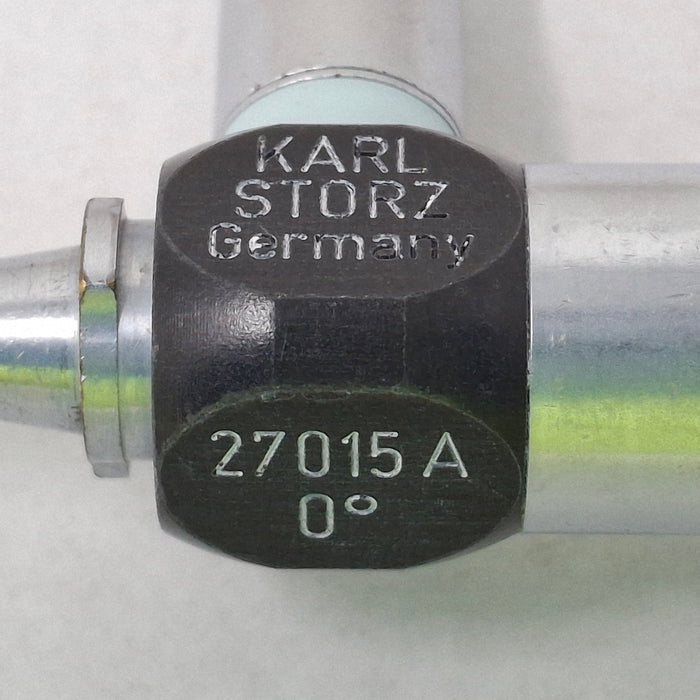 KARL
STORZ
Germany
27015 A
0°